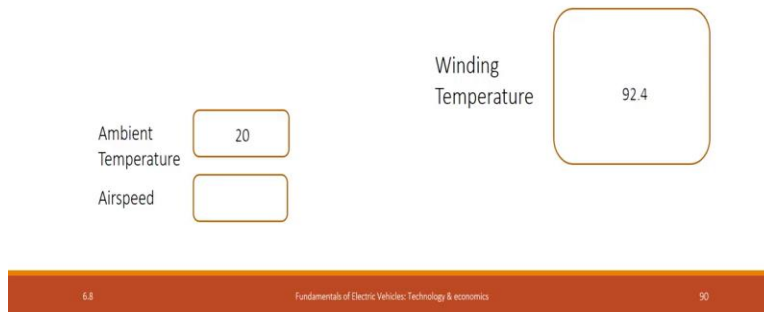 Winding
Temperature
92.4
Ambient
Temperature
20
Airspeed
6.8
Fundamentals of Electric Vehicles: Technology & economics
90